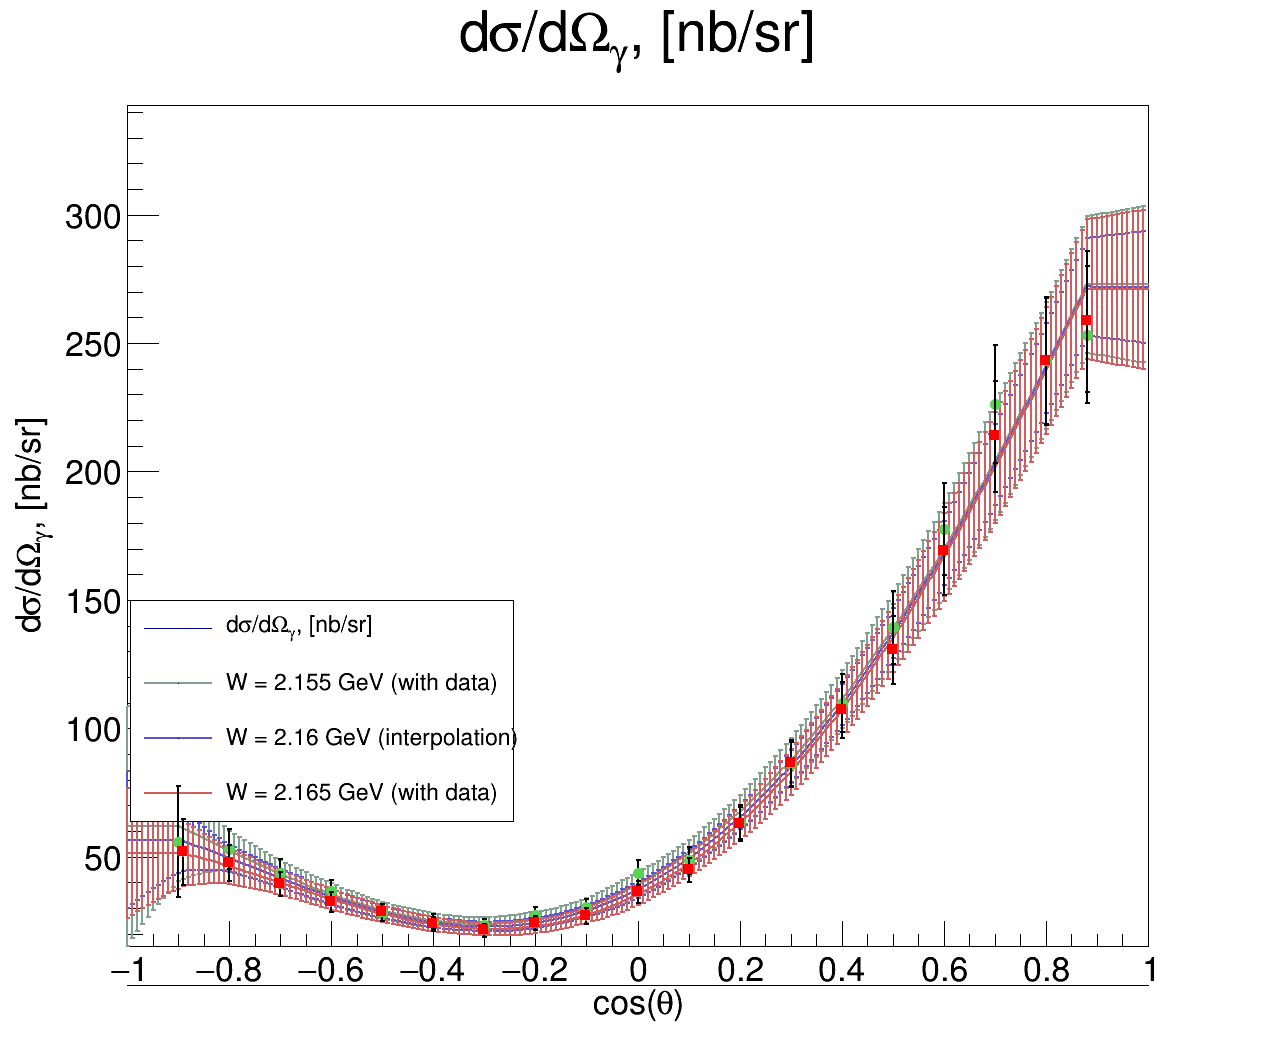 dσ/dΩγ, [nb/sr]
dσ/dΩγ, [nb/sr]
300
250
200
150
100
50
dσ/dΩγ, [nb/sr]
W = 2.155 GeV (with data)
W = 2.16 GeV (interpolation)
W = 2.165 GeV (with data)
−1 −0.8 −0.6 −0.4 −0.2 0 0.2 0.4 0.6 0.8 1
cos(θ)